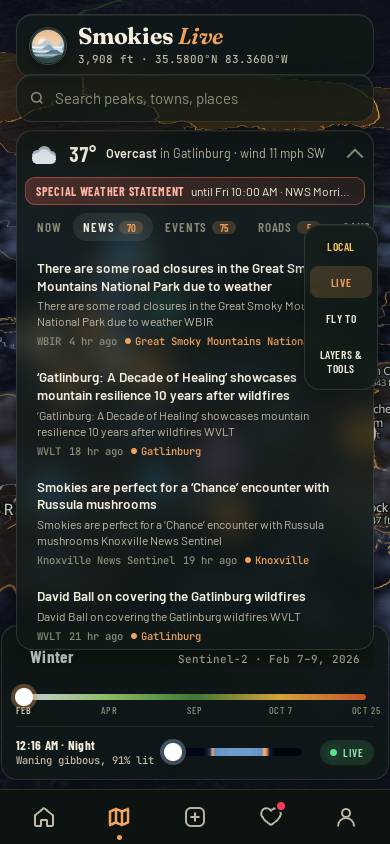 Smokies Live
3,908 ft · 35.5800°N 83.3600°W
Search peaks, towns, places
37° Overcast in Gatlinburg · wind 11 mph SW
SPECIAL WEATHER STATEMENT until Fri 10:00 AM · NWS Morri...
NOW NEWS 70 EVENTS 75 ROADS
LOCAL
LIVE
FLY TO
LAYERS &
TOOLS
There are some road closures in the Great Sm
Mountains National Park due to weather
There are some road closures in the Great Smoky Mou
National Park due to weather WBIR
WBIR 4 hr ago Great Smoky Mountains Nation
'Gatlinburg: A Decade of Healing' showcases
mountain resilience 10 years after wildfires
'Gatlinburg: A Decade of Healing' showcases mountain
resilience 10 years after wildfires WVLT
WVLT 18 hr ago Gatlinburg
Smokies are perfect for a 'Chance' encounter with
Russula mushrooms
Smokies are perfect for a 'Chance' encounter with Russula
mushrooms Knoxville News Sentinel
Knoxville News Sentinel 19 hr ago Knoxville
David Ball on covering the Gatlinburg wildfires
David Ball on covering the Gatlinburg wildfires WVLT
WVLT 21 hr ago Gatlinburg
Winter Sentinel-2 · Feb 7–9, 2026
FEB APR SEP OCT 7 OCT 25
12:16 AM · Night
Waning gibbous, 91% lit
LIVE